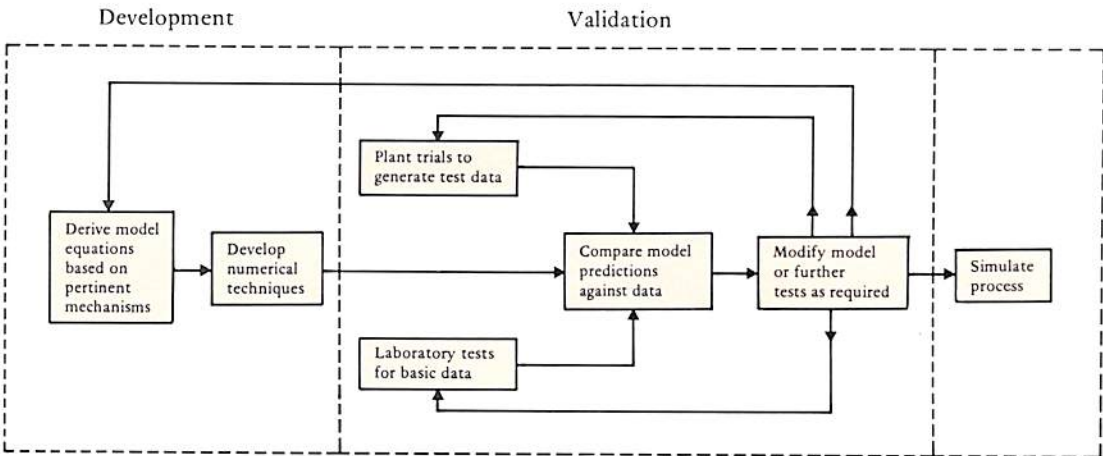 Development
Validation
Plant trials to
generate test data
Derive model
equations
based on
pertinent
mechanisms
Develop
numerical
techniques
Compare model
predictions
against data
Modify model
or further
tests as required
Simulate
process
Laboratory tests
for basic data